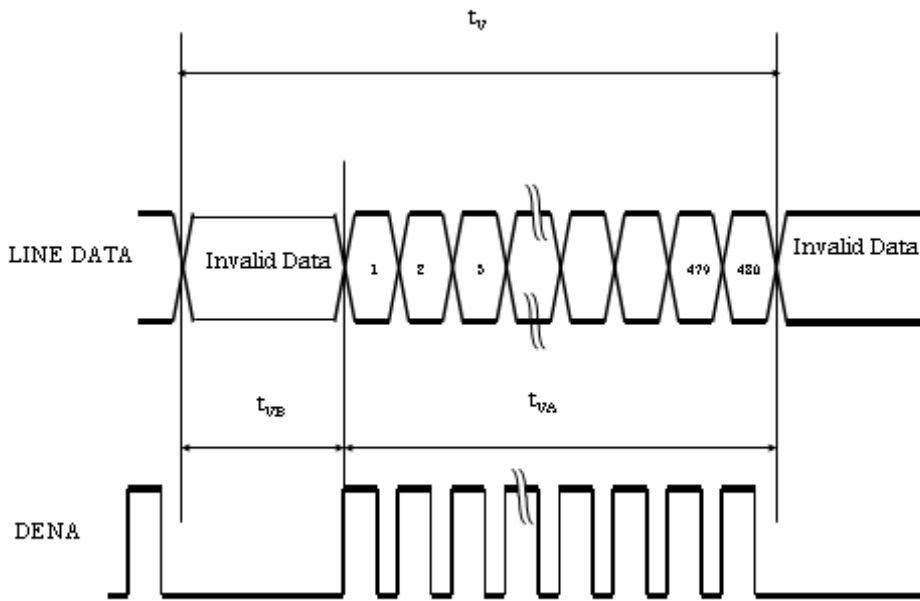 tV
LINE DATA
Invalid Data
1 2 3
479 480
Invalid Data
tVB
tVA
DENA